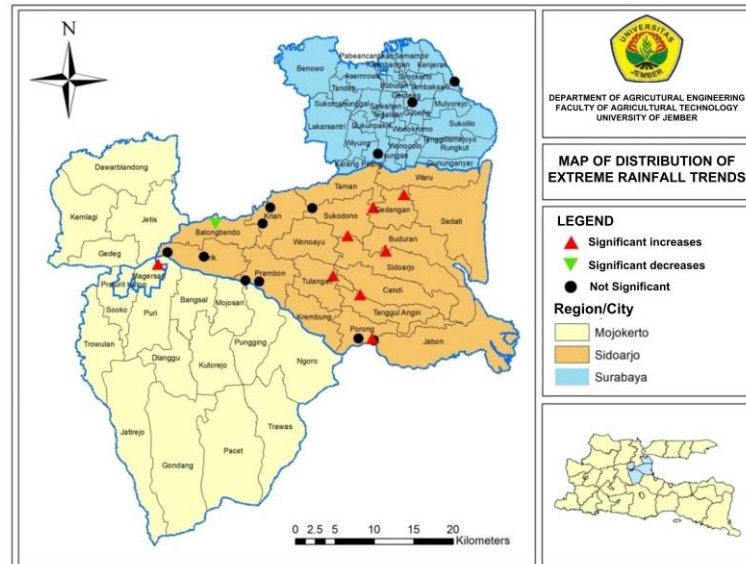 N
Pabeancantikan Semampir
Benowo
Kenjeran
Asemrowo
Simokerto
Tandes
Bubutan
Tambaksari
Genteng
Sukomanunggal
Sawahan
Mulyorejo
Tegalsari
Gubeng
Lakarsantri
Dukuhpakis
Sukolilo
Wonokromo
Wiyung
Wonocolo
Tenggilismejoyo
Rungkut
Karang Pilang
Gununganyar
Dawarblandong
Taman
Waru
Kemlagi
Jetis
Krian
Sukodono
Gedangan
Sedati
Balongbendo
Wonoayu
Buduran
Gedeg
Magersari
Prambon
Sidoarjo
Prajurit Kulon
Tulangan
Candi
Sooko
Puri
Bangsal
Mojosari
Krembung
Tanggul Angin
Trowulan
Pungging
Porong
Jabon
Dlanggu
Kutorejo
Ngoro
Jatirejo
Gondang
Pacet
Trawas
0 2.5 5 10 15 20
Kilometers
UNIVERSITAS
JEMBER
DEPARTMENT OF AGRICUTURAL ENGINEERING
FACULTY OF AGRICULTURAL TECHNOLOGY
UNIVERSITY OF JEMBER
MAP OF DISTRIBUTION OF
EXTREME RAINFALL TRENDS
LEGEND
Significant increases
Significant decreases
Not Significant
Region/City
Mojokerto
Sidoarjo
Surabaya